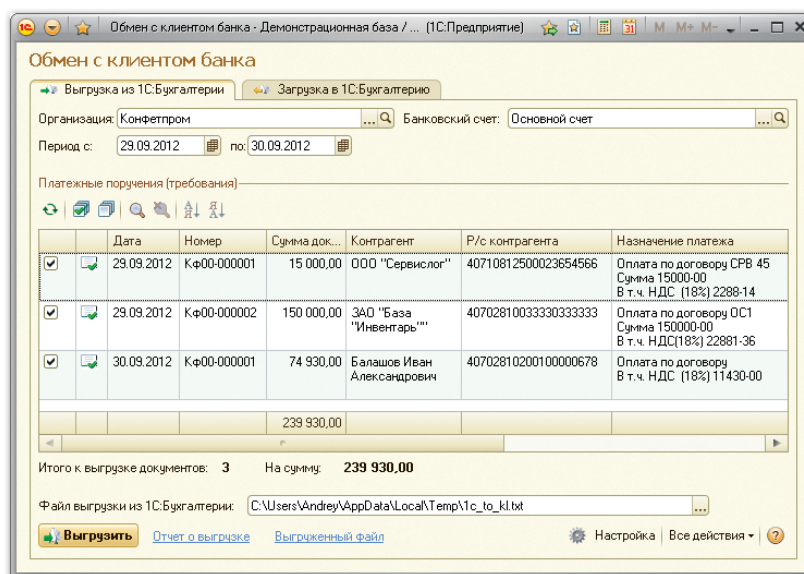 Обмен с клиентом банка - Демонстрационная база / ... (1С:Предприятие) 31 M M+ M-
Обмен с клиентом банка
Выгрузка из 1С:Бухгалтерии Загрузка в 1С:Бухгалтерию
Организация: Конфетпром ... Банковский счет: Основной счет ...
Период с: 29.09.2012 по: 30.09.2012
Платежные поручения (требования)
Дата Номер Сумма док... Контрагент Р/с контрагента Назначение платежа
29.09.2012 Кф00-000001 15 000,00 ООО "Сервислог" 40710812500023654566 Оплата по договору СРВ 45
Сумма 15000-00
В т.ч. НДС (18%) 2288-14
29.09.2012 Кф00-000002 150 000,00 ЗАО "База 40702810033330333333 Оплата по договору ОС1
"Инвентарь"" Сумма 150000-00
В т.ч. НДС(18%) 22881-36
30.09.2012 Кф00-000001 74 930,00 Балашов Иван 40702810200100000678 Оплата по договору
Александрович В т.ч. НДС (18%) 11430-00
239 930,00
Итого к выгрузке документов: 3 На сумму: 239 930,00
Файл выгрузки из 1С:Бухгалтерии: C:\Users\Andrey\AppData\Local\Temp\1c_to_kl.txt ...
Выгрузить Отчет о выгрузке Выгруженный файл Настройка Все действия ?